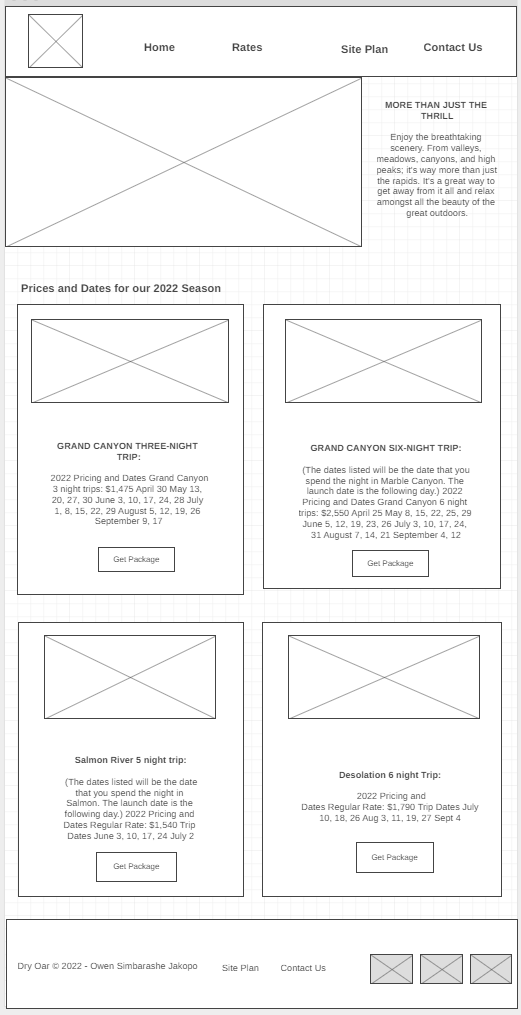 Home Rates Site Plan Contact Us
MORE THAN JUST THE
THRILL
Enjoy the breathtaking
scenery. From valleys,
meadows, canyons, and high
peaks; it's way more than just
the rapids. It's a great way to
get away from it all and relax
amongst all the beauty of the
great outdoors.
Prices and Dates for our 2022 Season
GRAND CANYON THREE-NIGHT
TRIP:
2022 Pricing and Dates Grand Canyon
3 night trips: $1,475 April 30 May 13,
20, 27, 30 June 3, 10, 17, 24, 28 July
1, 8, 15, 22, 29 August 5, 12, 19, 26
September 9, 17
Get Package
GRAND CANYON SIX-NIGHT TRIP:
(The dates listed will be the date that you
spend the night in Marble Canyon. The
launch date is the following day.) 2022
Pricing and Dates Grand Canyon 6 night
trips: $2,550 April 25 May 8, 15, 22, 25, 29
June 5, 12, 19, 23, 26 July 3, 10, 17, 24,
31 August 7, 14, 21 September 4, 12
Get Package
Salmon River 5 night trip:
(The dates listed will be the date
that you spend the night in
Salmon. The launch date is the
following day.) 2022 Pricing and
Dates Regular Rate: $1,540 Trip
Dates June 3, 10, 17, 24 July 2
Get Package
Desolation 6 night Trip:
2022 Pricing and
Dates Regular Rate: $1,790 Trip Dates July
10, 18, 26 Aug 3, 11, 19, 27 Sept 4
Get Package
Dry Oar © 2022 - Owen Simbarashe Jakopo Site Plan Contact Us